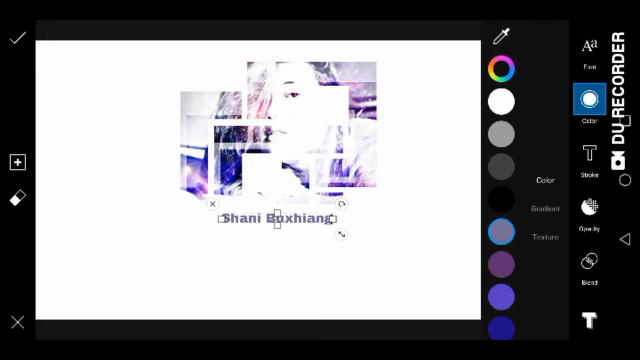 Shani Buxhiang
Color
Gradient
Texture
Aa
Font
Color
Stroke
Opacity
Blend
T
DU RECORDER